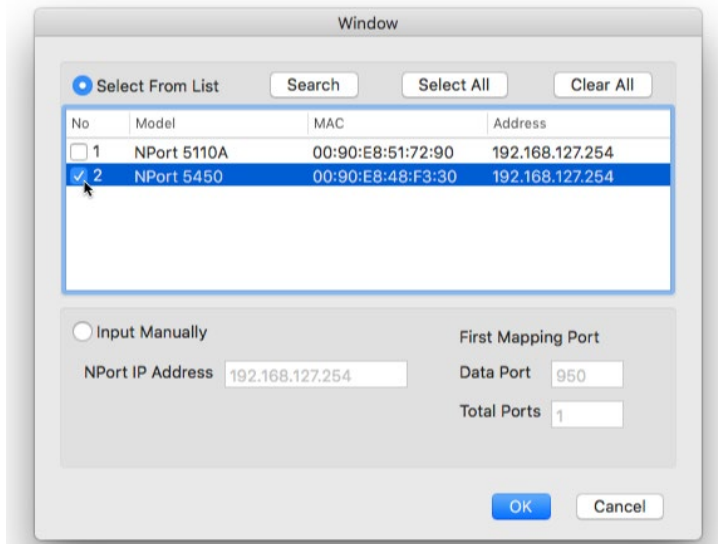 Window
Select From List Search Select All Clear All
No Model MAC Address
1 NPort 5110A 00:90:E8:51:72:90 192.168.127.254
2 NPort 5450 00:90:E8:48:F3:30 192.168.127.254
Input Manually
First Mapping Port
NPort IP Address 192.168.127.254 Data Port 950
Total Ports 1
OK Cancel